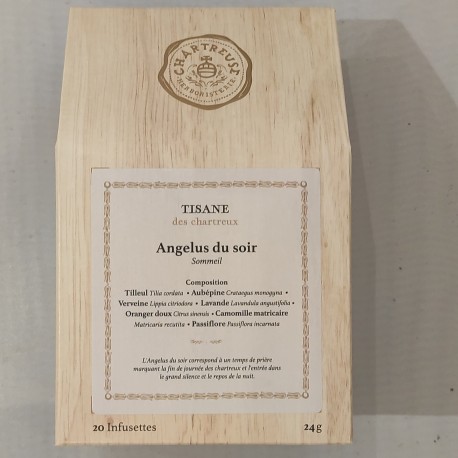 CHARTREUSE
HERBORISTERIE
TISANE
des chartreux
Angelus du soir
Sommeil
Composition
Tilleul Tilia cordata • Aubépine Crataegus monogyna •
Verveine Lippia citriodora • Lavande Lavandula angustifolia •
Oranger doux Citrus sinensis • Camomille matricaire
Matricaria recutita • Passiflore Passiflora incarnata
L'Angelus du soir correspond à un temps de prière
marquant la fin de journée des chartreux et l'entrée dans
le grand silence et le repos de la nuit.
20 Infusettes
24 g